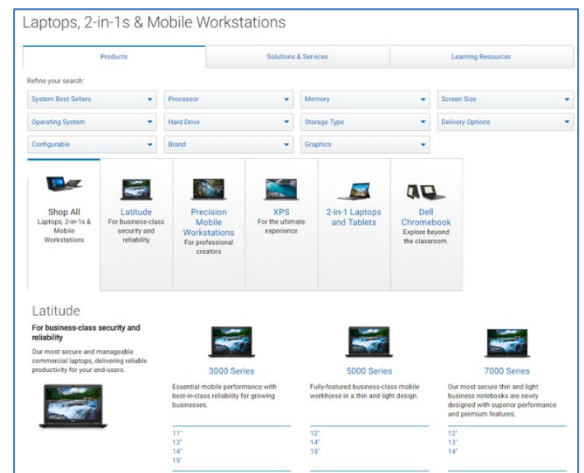 Laptops, 2-in-1s & Mobile Workstations
Products
Solutions & Services
Learning Resources
Refine your search:
System Best Sellers
Processor
Memory
Screen Size
Operating System
Hard Drive
Storage Type
Delivery Options
Configurable
Brand
Graphics
Shop All
Laptops, 2-in-1s &
Mobile
Workstations
Latitude
For business-class
security and
reliability
Precision
Mobile
Workstations
For professional
creators
XPS
For the ultimate
experience
2-in-1 Laptops
and Tablets
Dell
Chromebook
Explore beyond
the classroom.
Latitude
For business-class security and
reliability
Our most secure and manageable
commercial laptops, delivering reliable
productivity for your end-users.
3000 Series
Essential mobile performance with
best-in-class reliability for growing
businesses.
11"
13"
14"
15"
5000 Series
Fully-featured business-class mobile
workhorse in a thin and light design.
12"
14"
15"
7000 Series
Our most secure thin and light
business notebooks are newly
designed with superior performance
and premium features.
12"
13"
14"